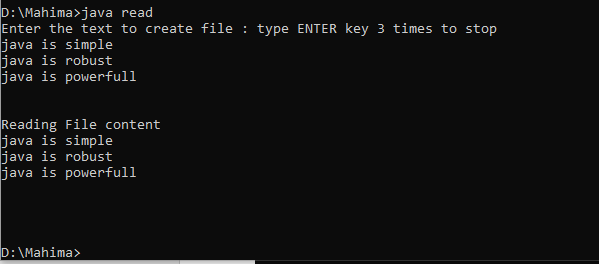 D:\Mahima>java read
Enter the text to create file : type ENTER key 3 times to stop
java is simple
java is robust
java is powerfull
Reading File content
java is simple
java is robust
java is powerfull
D:\Mahima>